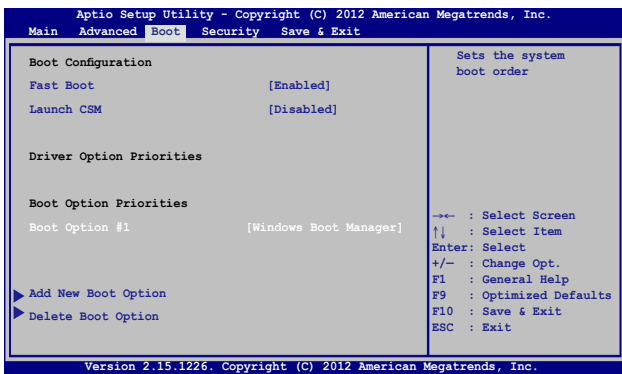 Aptio Setup Utility - Copyright (C) 2012 American Megatrends, Inc.
Main Advanced Boot Security Save & Exit
Boot Configuration
Fast Boot [Enabled]
Launch CSM [Disabled]
Driver Option Priorities
Boot Option Priorities
Boot Option #1 [Windows Boot Manager]
Add New Boot Option
Delete Boot Option
Sets the system
boot order
→← : Select Screen
↑↓ : Select Item
Enter: Select
+/— : Change Opt.
F1 : General Help
F9 : Optimized Defaults
F10 : Save & Exit
ESC : Exit
Version 2.15.1226. Copyright (C) 2012 American Megatrends, Inc.